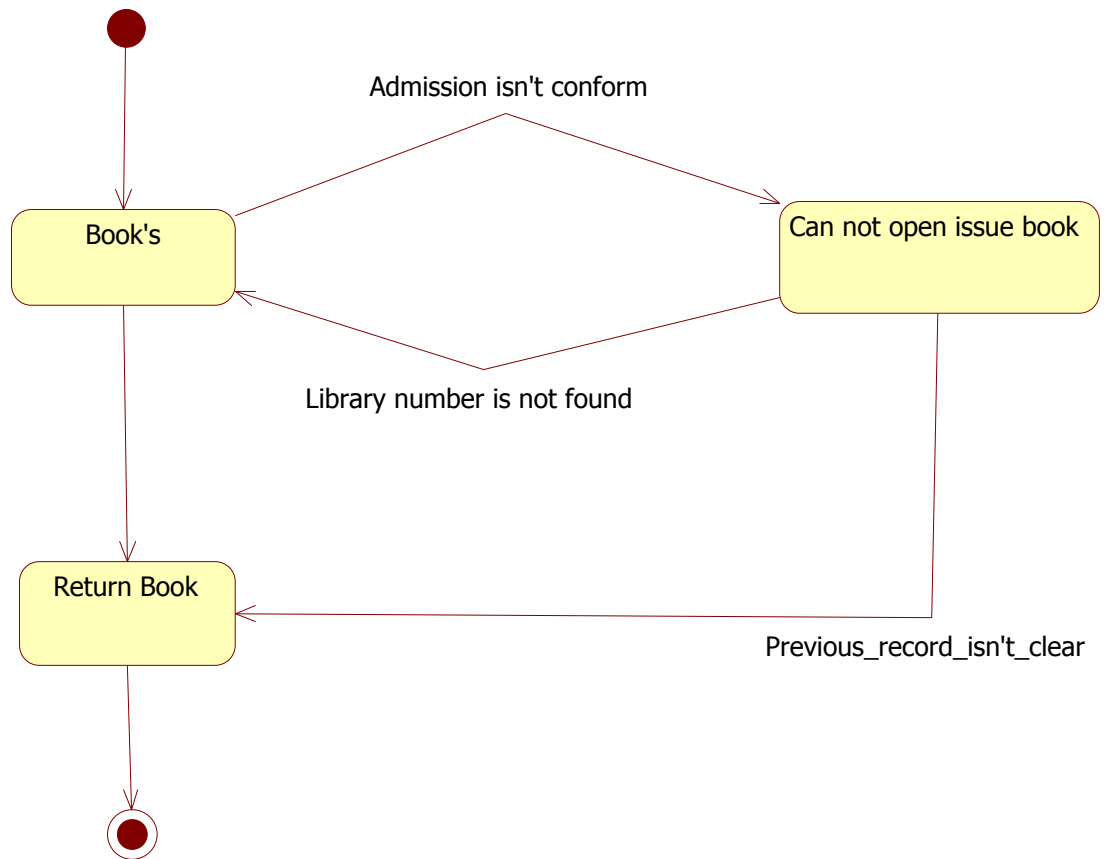 Admission isn't conform
Book's
Can not open issue book
Library number is not found
Return Book
Previous_record_isn't_clear